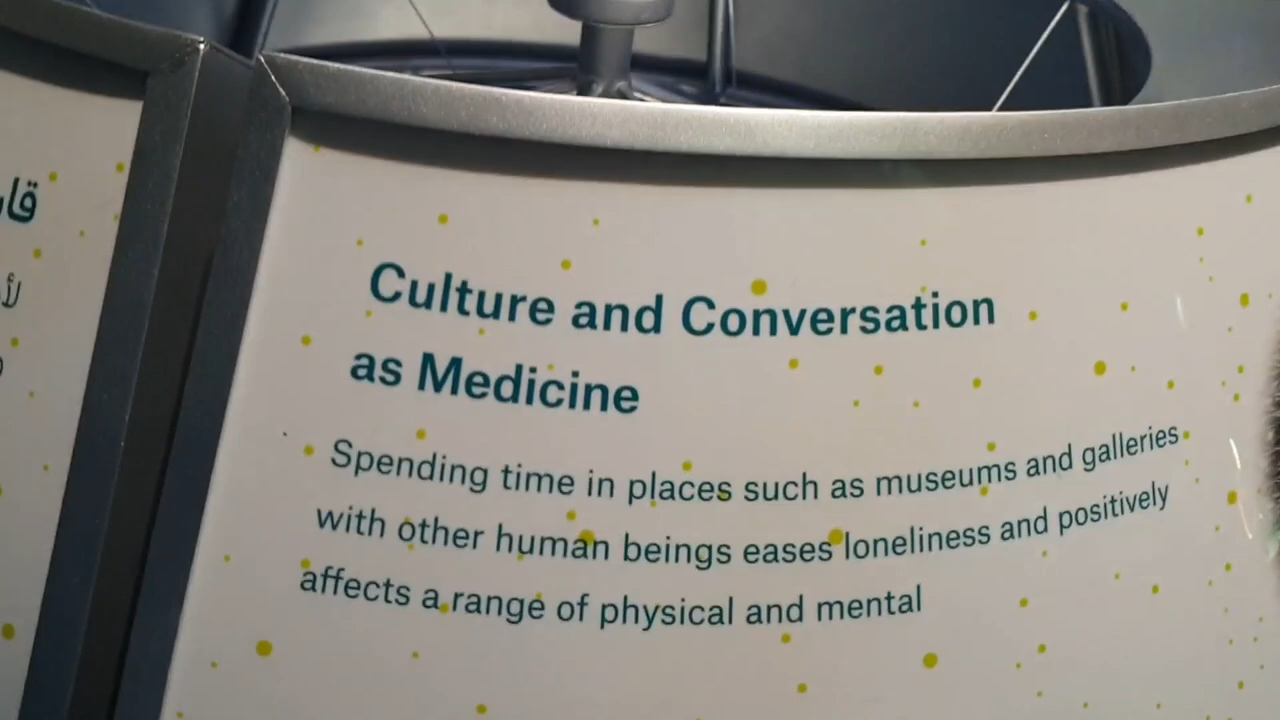 Culture and Conversation
as Medicine
Spending time in places such as museums and galleries
with other human beings eases loneliness and positively
affects a range of physical and mental